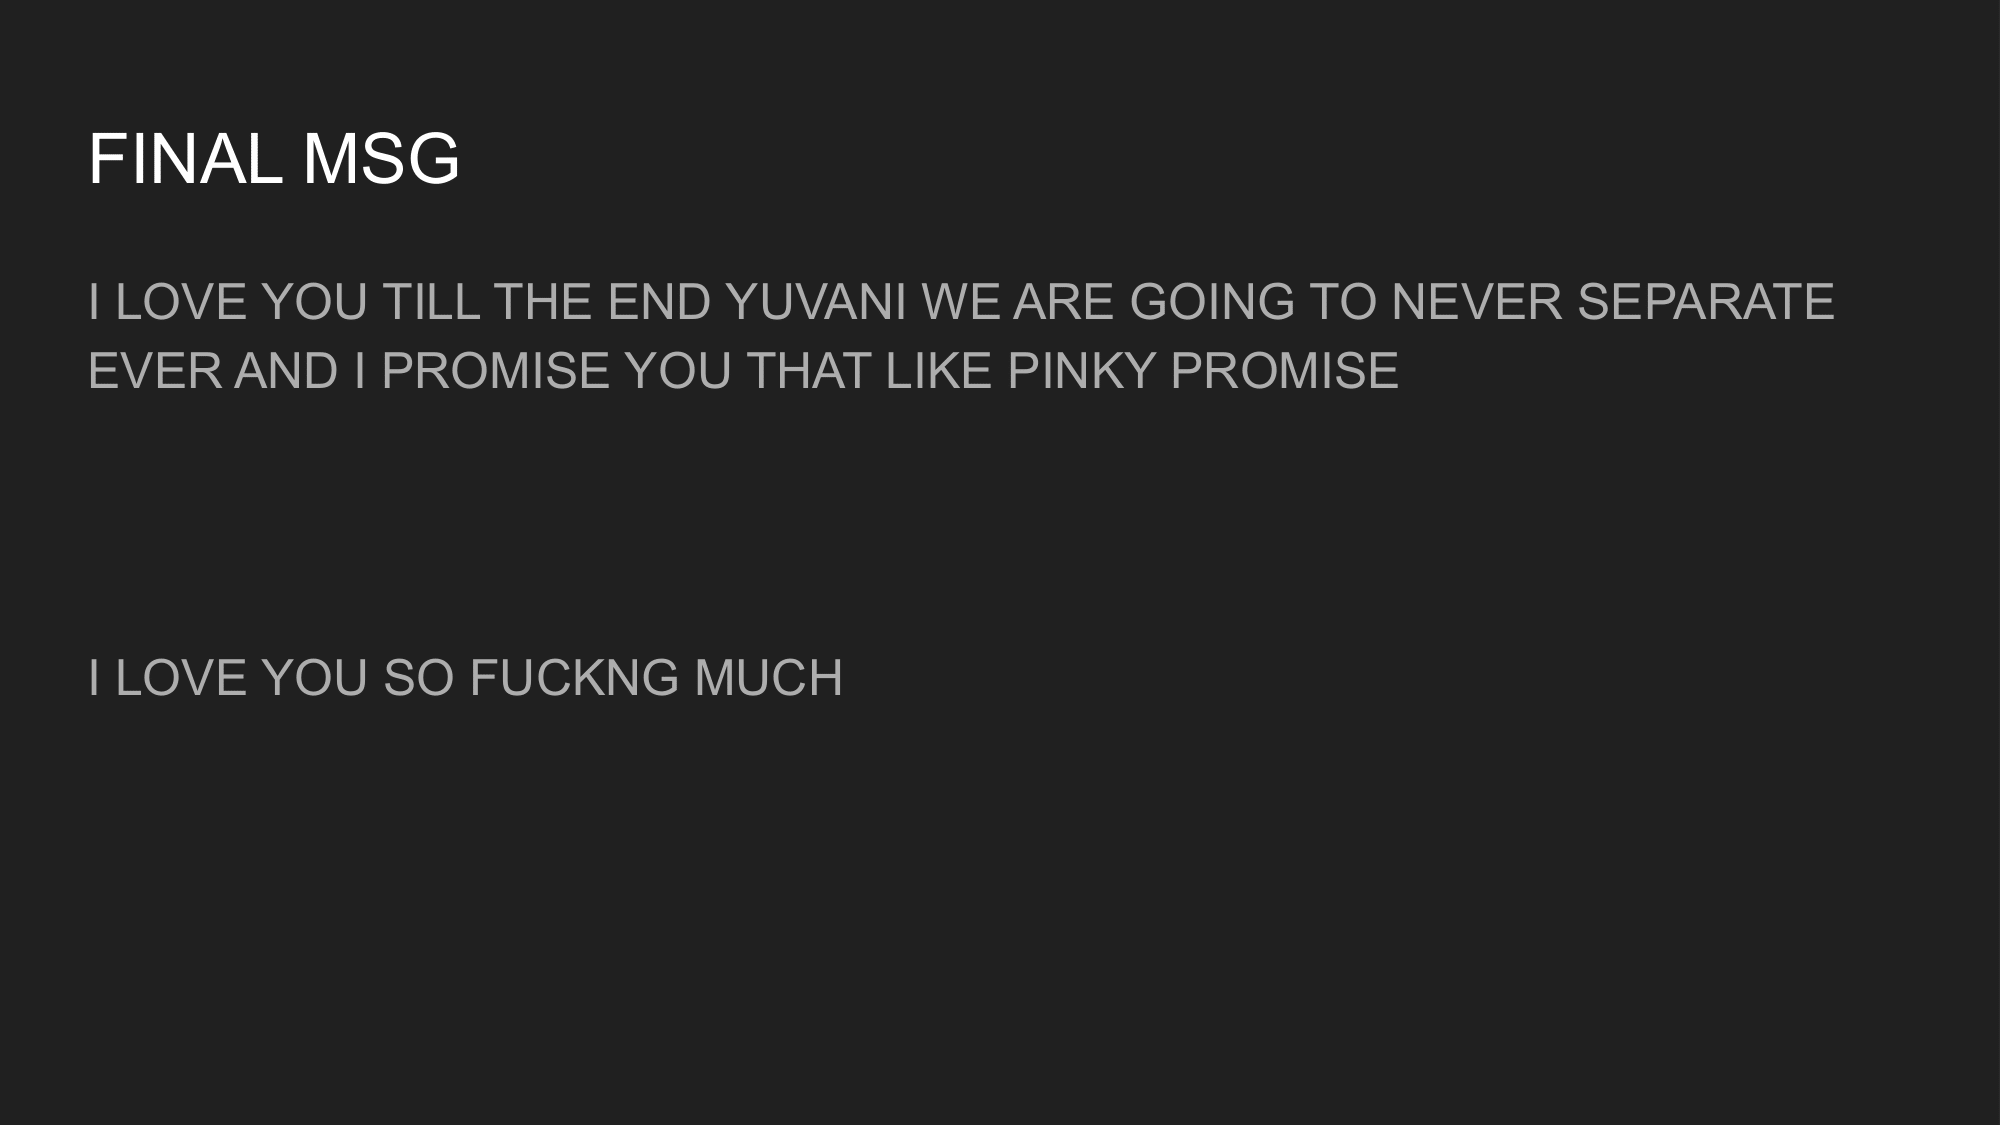 FINAL MSG
I LOVE YOU TILL THE END YUVANI WE ARE GOING TO NEVER SEPARATE
EVER AND I PROMISE YOU THAT LIKE PINKY PROMISE
I LOVE YOU SO FUCKNG MUCH